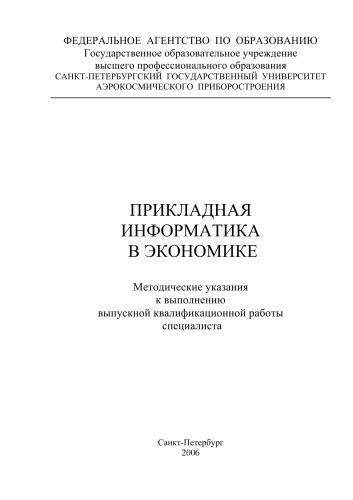 ФЕДЕРАЛЬНОЕ АГЕНТСТВО ПО ОБРАЗОВАНИЮ
Государственное образовательное учреждение
высшего профессионального образования
САНКТ-ПЕТЕРБУРГСКИЙ ГОСУДАРСТВЕННЫЙ УНИВЕРСИТЕТ
АЭРОКОСМИЧЕСКОГО ПРИБОРОСТРОЕНИЯ
ПРИКЛАДНАЯ
ИНФОРМАТИКА
В ЭКОНОМИКЕ
Методические указания
к выполнению
выпускной квалификационной работы
специалиста
Санкт-Петербург
2006